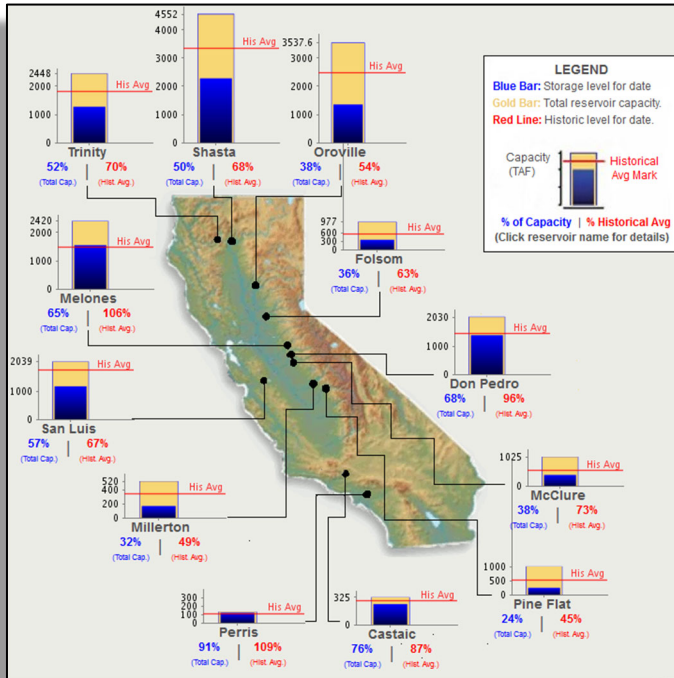 4552
4000
3000
2000
1000
0
His Avg
Shasta
50% | 68%
(Total Cap.) (Hist. Avg.)
2448
2000
1000
0
His Avg
Trinity
52% | 70%
(Total Cap.) (Hist. Avg.)
3537.6
3000
2000
1000
0
His Avg
Oroville
38% | 54%
(Total Cap.) (Hist. Avg.)
LEGEND
Blue Bar: Storage level for date
Gold Bar: Total reservoir capacity.
Red Line: Historic level for date.
Capacity
(TAF)
Historical
Avg Mark
% of Capacity | % Historical Avg
(Click reservoir name for details)
2420
2000
1000
0
His Avg
Melones
65% | 106%
(Total Cap.) (Hist. Avg.)
977
600
300
0
His Avg
Folsom
36% | 63%
(Total Cap.) (Hist. Avg.)
2030
1000
0
His Avg
Don Pedro
68% | 96%
(Total Cap.) (Hist. Avg.)
2039
1000
0
His Avg
San Luis
57% | 67%
(Total Cap.) (Hist. Avg.)
1025
0
His Avg
McClure
38% | 73%
(Total Cap.) (Hist. Avg.)
520
400
200
0
His Avg
Millerton
32% | 49%
(Total Cap.) (Hist. Avg.)
1000
500
0
His Avg
Pine Flat
24% | 45%
(Total Cap.) (Hist. Avg.)
300
200
100
0
His Avg
Perris
91% | 109%
(Total Cap.) (Hist. Avg.)
325
0
His Avg
Castaic
76% | 87%
(Total Cap.) (Hist. Avg.)